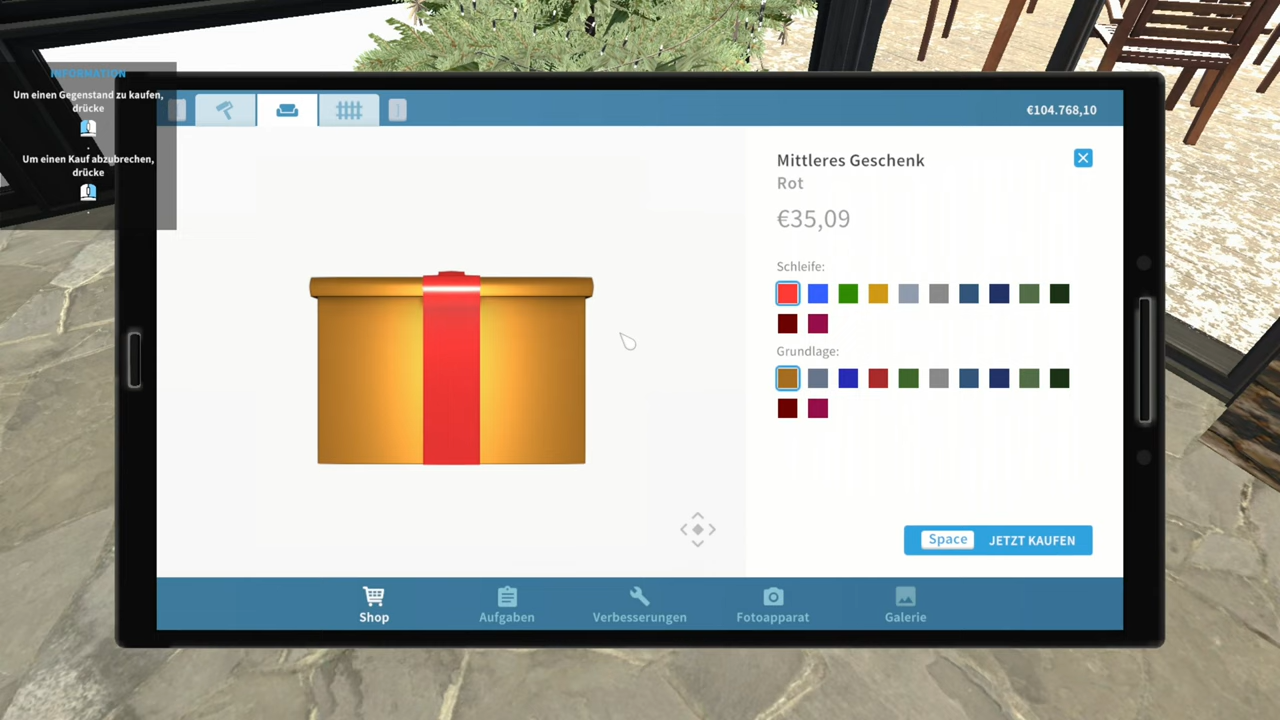 INFORMATION
Um einen Gegenstand zu kaufen,
drücke
.
Um einen Kauf abzubrechen,
drücke
.
€104.768,10
Mittleres Geschenk
Rot
€35,09
Schleife:
Grundlage:
Space JETZT KAUFEN
Shop Aufgaben Verbesserungen Fotoapparat Galerie